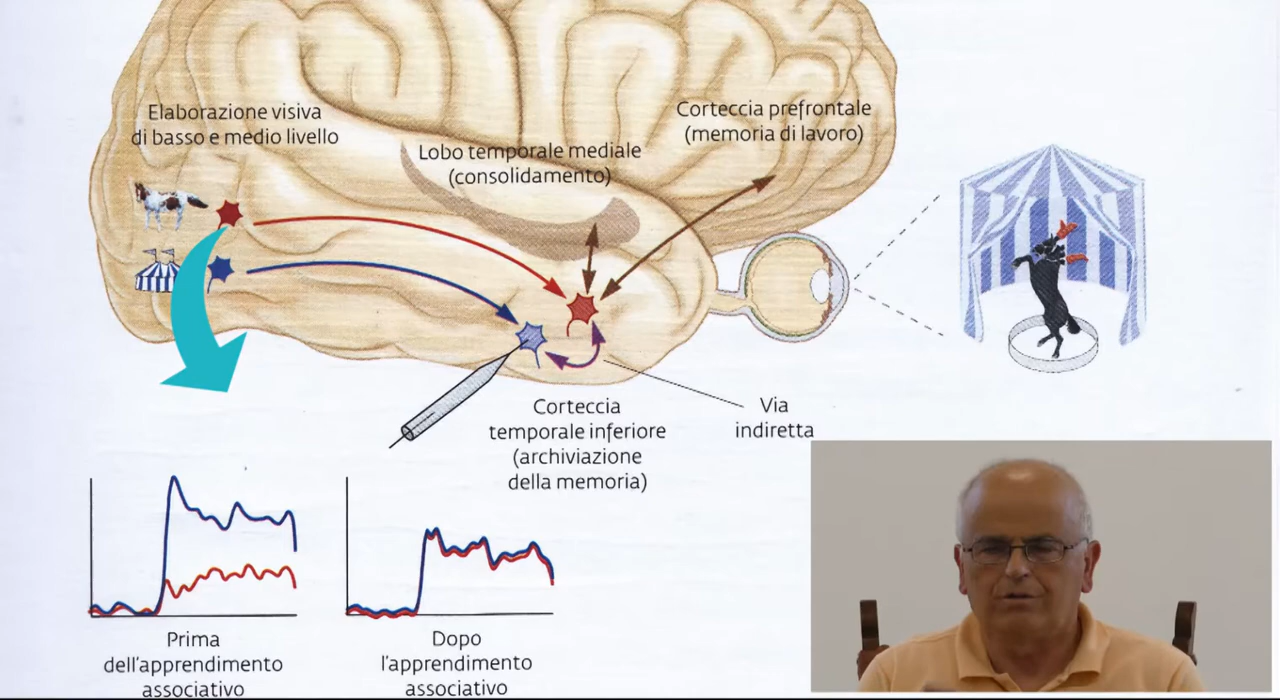 Elaborazione visiva
di basso e medio livello
Lobo temporale mediale
(consolidamento)
Corteccia prefrontale
(memoria di lavoro)
Corteccia
temporale inferiore
(archiviazione
della memoria)
Via
indiretta
Prima
dell'apprendimento
associativo
Dopo
l'apprendimento
associativo